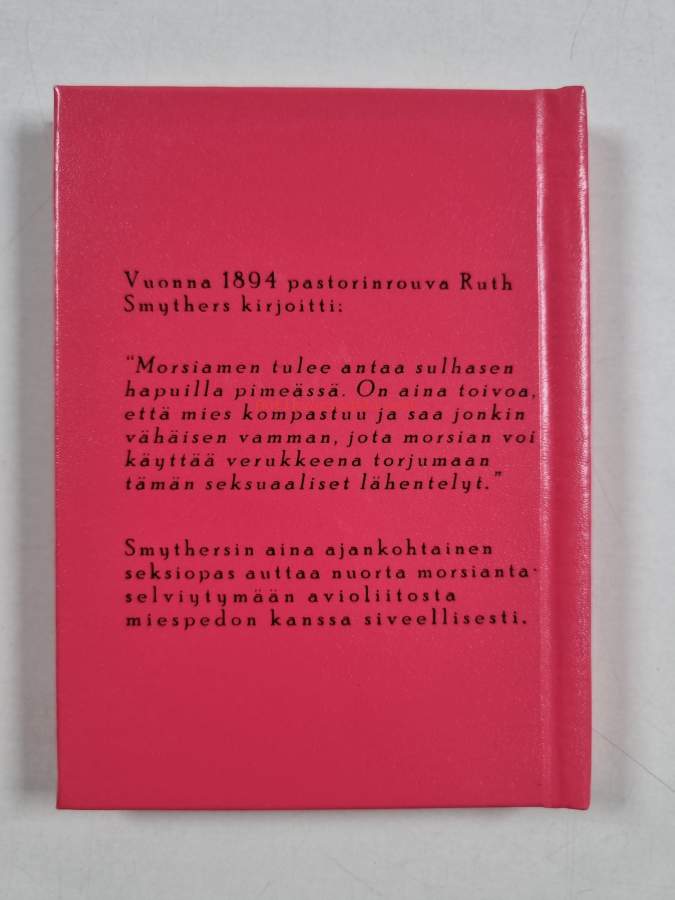 Vuonna 1894 pastorinrouva Ruth
Smythers kirjoitti:
"Morsiamen tulee antaa sulhasen
hapuilla pimeässä. On aina toivoa,
että mies kompastuu ja saa jonkin
vähäisen vamman, jota morsian voi
käyttää verukkeena torjumaan
tämän seksuaaliset lähentelyt."
Smythersin aina ajankohtainen
seksiopas auttaa nuorta morsianta
selviytymään avioliitosta
miespedon kanssa siveellisesti.